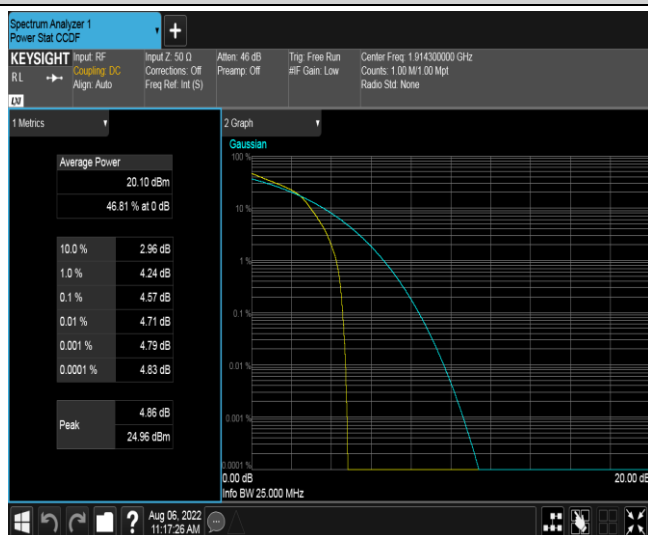 Spectrum Analyzer 1
Power Stat CCDF
+
KEYSIGHT
RL
LXI
Input: RF
Coupling: DC
Align: Auto
Input Z: 50 Ω
Corrections: Off
Freq Ref: Int (S)
Atten: 46 dB
Preamp: Off
Trig: Free Run
#IF Gain: Low
Center Freq: 1.914300000 GHz
Counts: 1.00 M/1.00 Mpt
Radio Std: None
1 Metrics
Average Power
20.10 dBm
46.81 % at 0 dB
10.0 % 2.96 dB
1.0 % 4.24 dB
0.1 % 4.57 dB
0.01 % 4.71 dB
0.001 % 4.79 dB
0.0001 % 4.83 dB
Peak
4.86 dB
24.96 dBm
2 Graph
Gaussian
100 %
10 %
1 %
0.1 %
0.01 %
0.001 %
0.0001 %
0.00 dB 20.00 dB
Info BW 25.000 MHz
?
Aug 06, 2022
11:17:26 AM